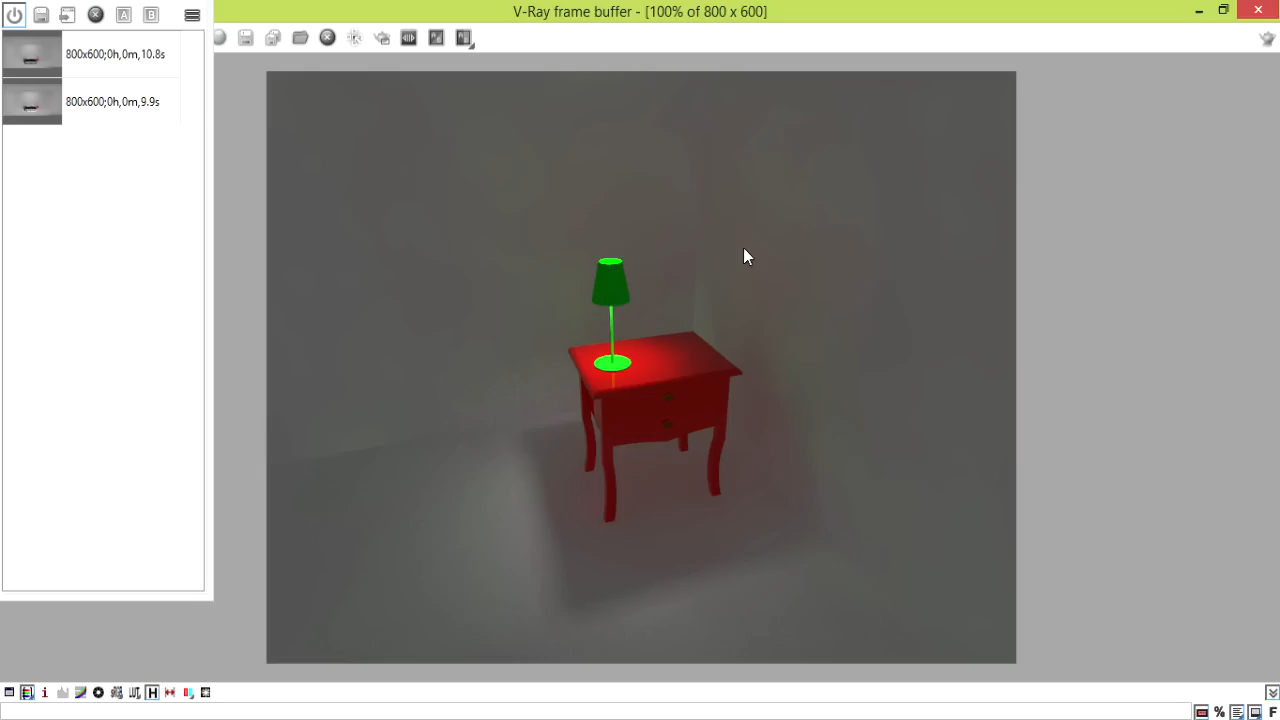 V-Ray frame buffer - [100% of 800 x 600]
A
B
800x600;0h,0m,10.8s
800x600;0h,0m,9.9s
i
H
%
F